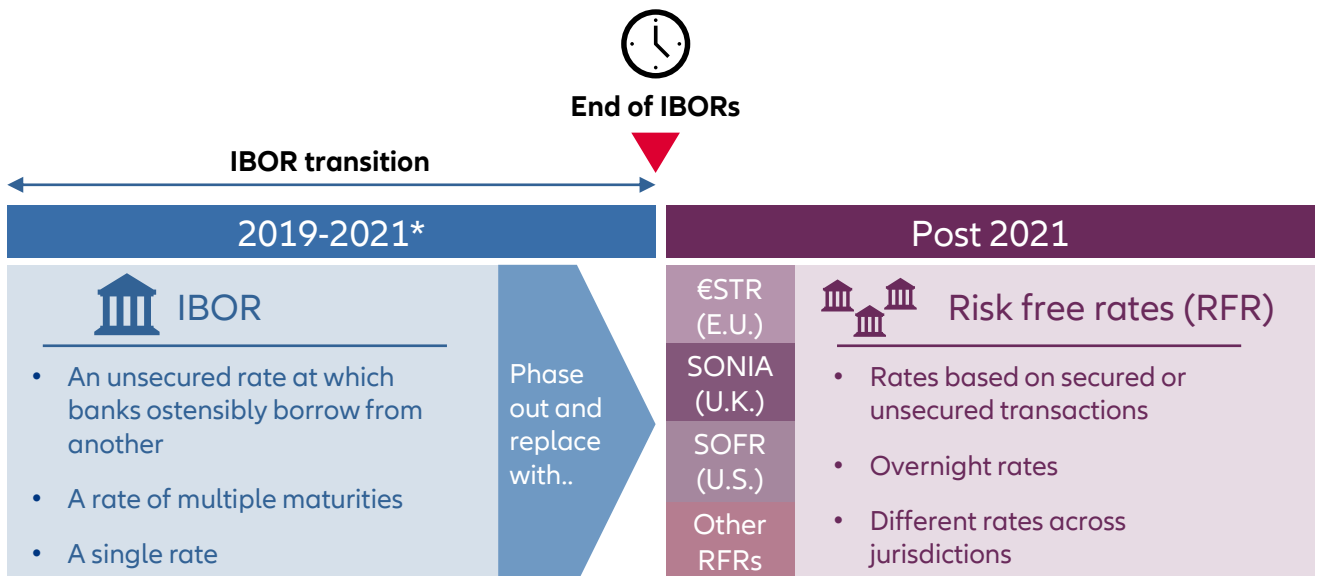 End of IBORs
IBOR transition
2019-2021*
Post 2021
IBOR
• An unsecured rate at which
banks ostensibly borrow from
another
• A rate of multiple maturities
• A single rate
Phase
out and
replace
with..
€STR
(E.U.)
SONIA
(U.K.)
SOFR
(U.S.)
Other
RFRs
Risk free rates (RFR)
• Rates based on secured or
unsecured transactions
• Overnight rates
• Different rates across
jurisdictions